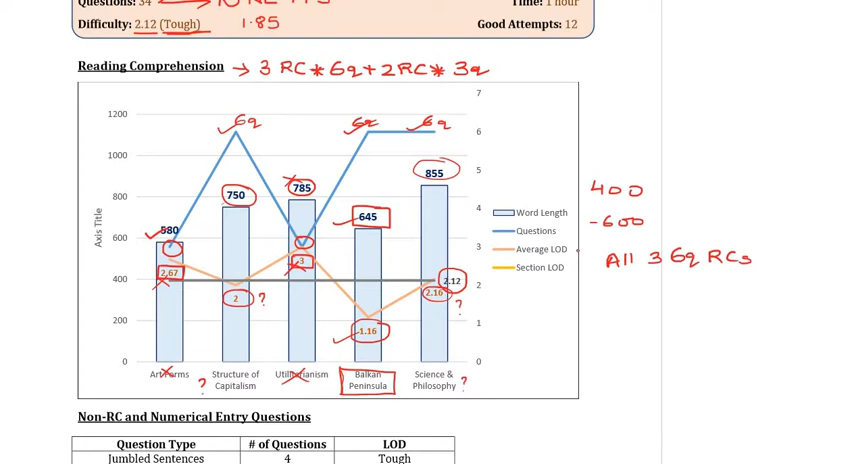 Questions: 34
Time: 1 hour
Difficulty: 2.12 (Tough)
1.85
Good Attempts: 12
Reading Comprehension
→ 3 RC * 6q + 2 RC * 3q
7
1200
6q
6q
6q
6
1000
5
855
800
750
785
400
645
580
4
Word Length
-600
Axis Title
Questions
600
3
Average LOD
All 3 6q RCs
Section LOD
400
2.67
3
2.12
2
2
?
2.16
?
200
1.16
1
0
0
Art Forms
Structure of Capitalism
Utilitarianism
Balkan Peninsula
Science & Philosophy
?
?
Non-RC and Numerical Entry Questions
Question Type
# of Questions
LOD
Jumbled Sentences
4
Tough